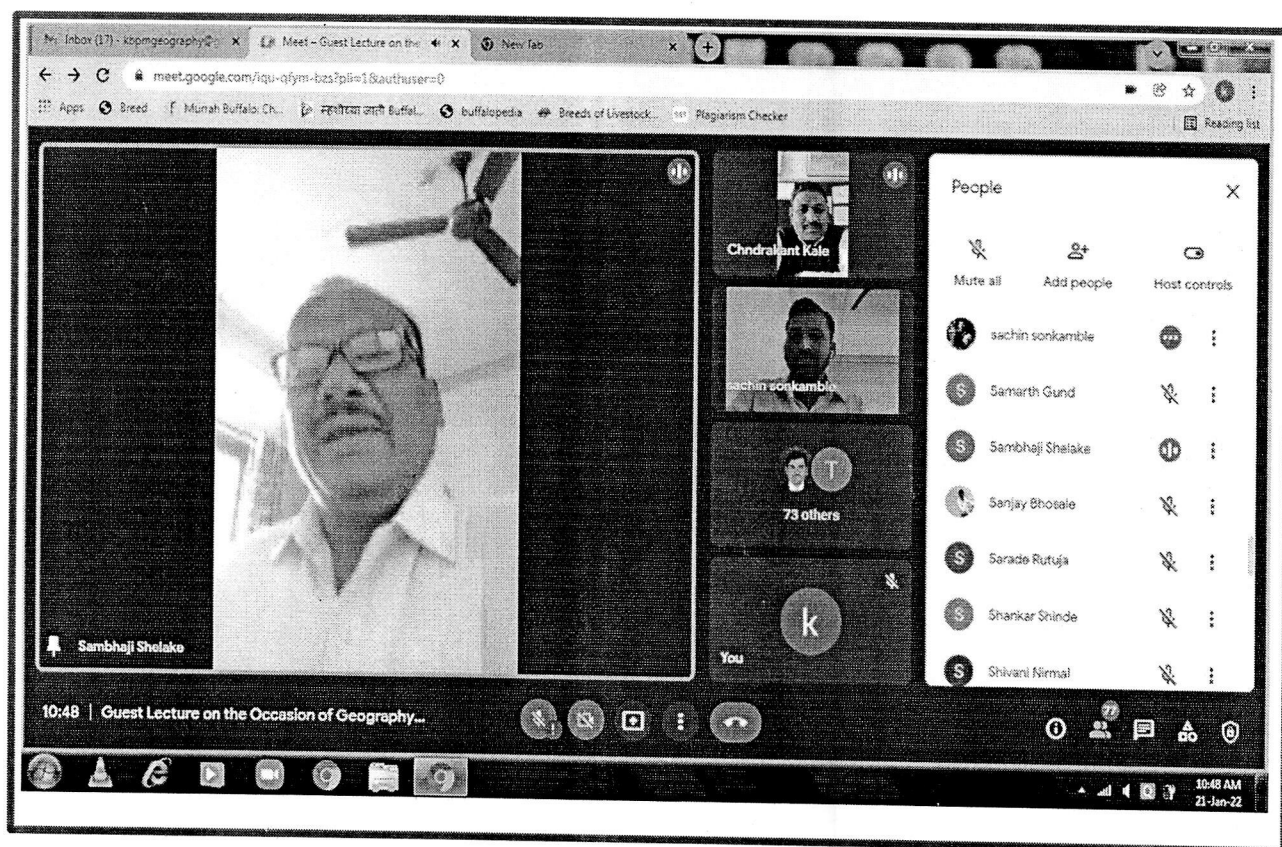 Inbox (17) - kbpmgeography@g
Meet – Guest Lecture on the
New Tab
meet.google.com/iqu-qfym-bzs?pli=1&authuser=0
Apps
Breed
Murrah Buffalo: Ch...
म्हशीच्या जाती Buffal...
buffalopedia
Breeds of Livestock...
Plagiarism Checker
Reading list
Sambhaji Shelake
Chndrakant Kale
sachin sonkamble
T
73 others
k
You
People
Mute all
Add people
Host controls
sachin sonkamble
S Samarth Gund
S Sambhaji Shelake
Sanjay Bhosale
S Sarade Rutuja
S Shankar Shinde
S Shivani Nirmal
10:48 | Guest Lecture on the Occasion of Geography...
77
10:48 AM
21-Jan-22